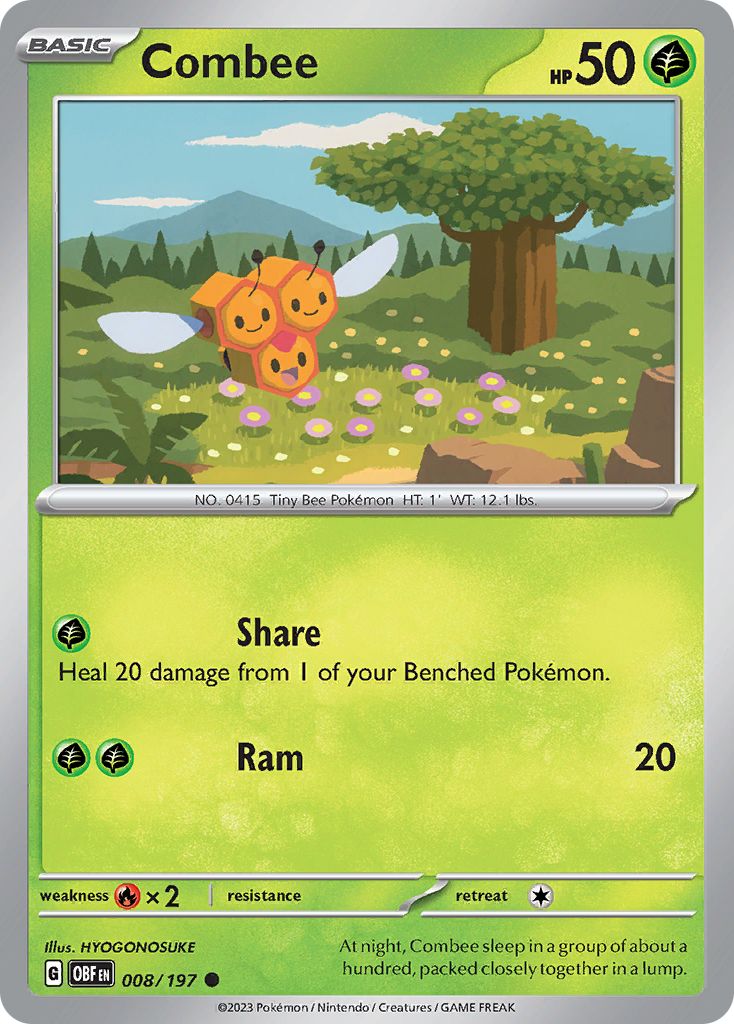 BASIC
Combee
HP 50
NO. 0415 Tiny Bee Pokémon HT: 1' WT: 12.1 lbs.
Share
Heal 20 damage from 1 of your Benched Pokémon.
Ram 20
weakness ×2 resistance retreat
Illus. HYOGONOSUKE
At night, Combee sleep in a group of about a
hundred, packed closely together in a lump.
G OBF EN 008/197
©2023 Pokémon / Nintendo / Creatures / GAME FREAK